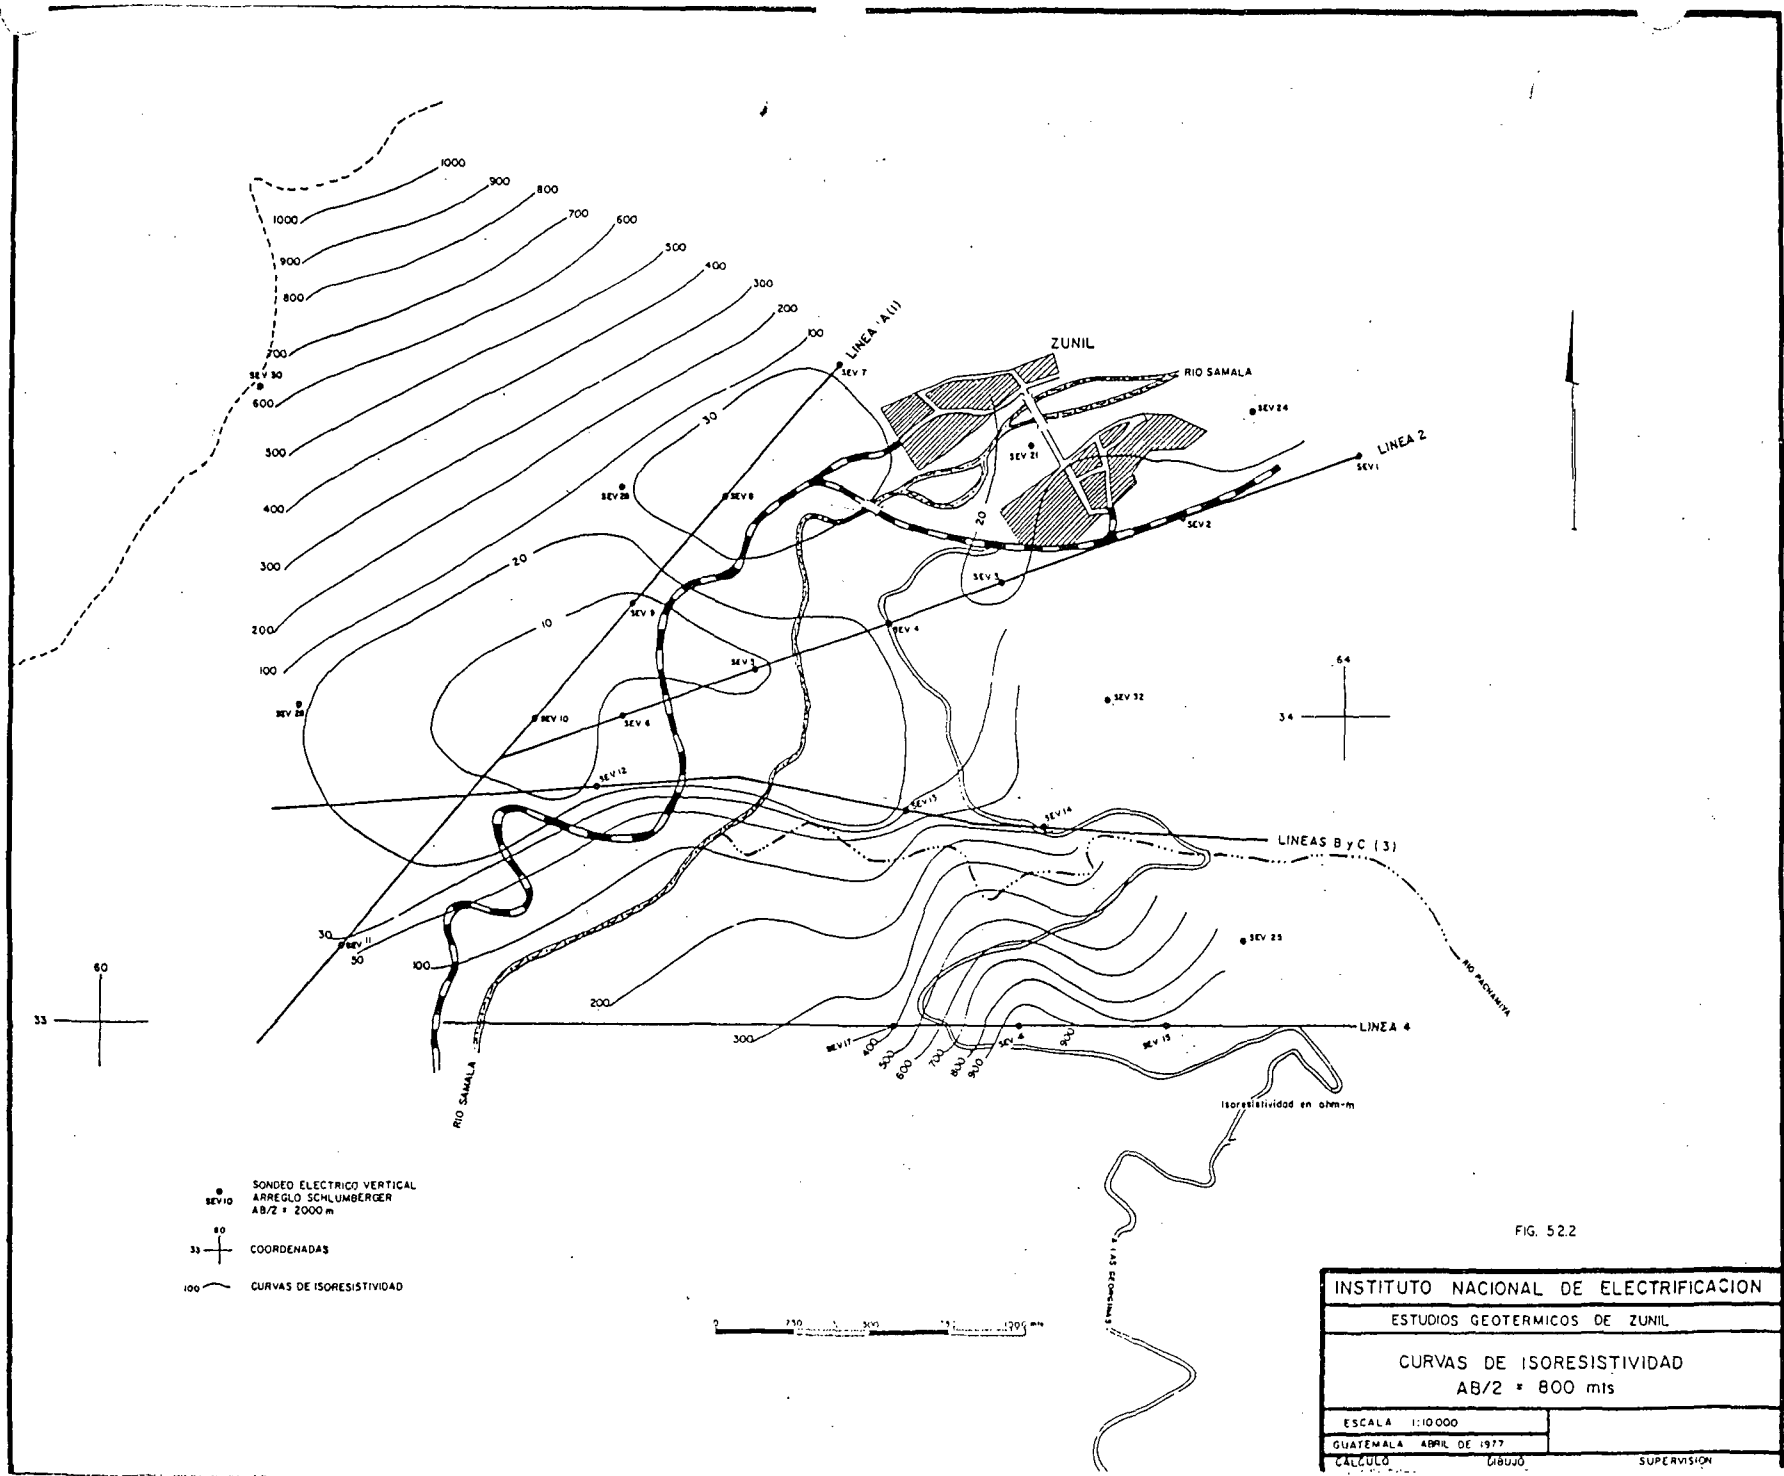 1000
900
800
700
600
500
400
300
200
100
1000
900
800
700
SEV 30
600
500
400
300
200
100
LINEA A(1)
SEV 7
ZUNIL
RIO SAMALA
SEV 24
LINEA 2
SEV 1
30
SEV 21
SEV 28
SEV 8
20
SEV 2
20
SEV 3
10
SEV 9
SEV 4
SEV 5
64
34
SEV 32
SEV 29
SEV 10
SEV 6
SEV 12
SEV 13
SEV 14
LINEAS B y C (3)
30
SEV 11
50
100
SEV 25
RIO PACHAMIYA
60
33
200
300
SEV 17
400
500
600
700
800
900
900
SEV 15
LINEA 4
RIO SAMALA
Isoresistividad en ohm-m
SEV 10
SONDEO ELECTRICO VERTICAL
ARREGLO SCHLUMBERGER
AB/2 = 2000 m
33
COORDENADAS
100
CURVAS DE ISORESISTIVIDAD
A LAS GEORGINAS
FIG. 5.2.2
INSTITUTO NACIONAL DE ELECTRIFICACION
ESTUDIOS GEOTERMICOS DE ZUNIL
CURVAS DE ISORESISTIVIDAD
AB/2 = 800 mts
ESCALA 1:10000
GUATEMALA ABRIL DE 1977
CALCULO DIBUJO SUPERVISION